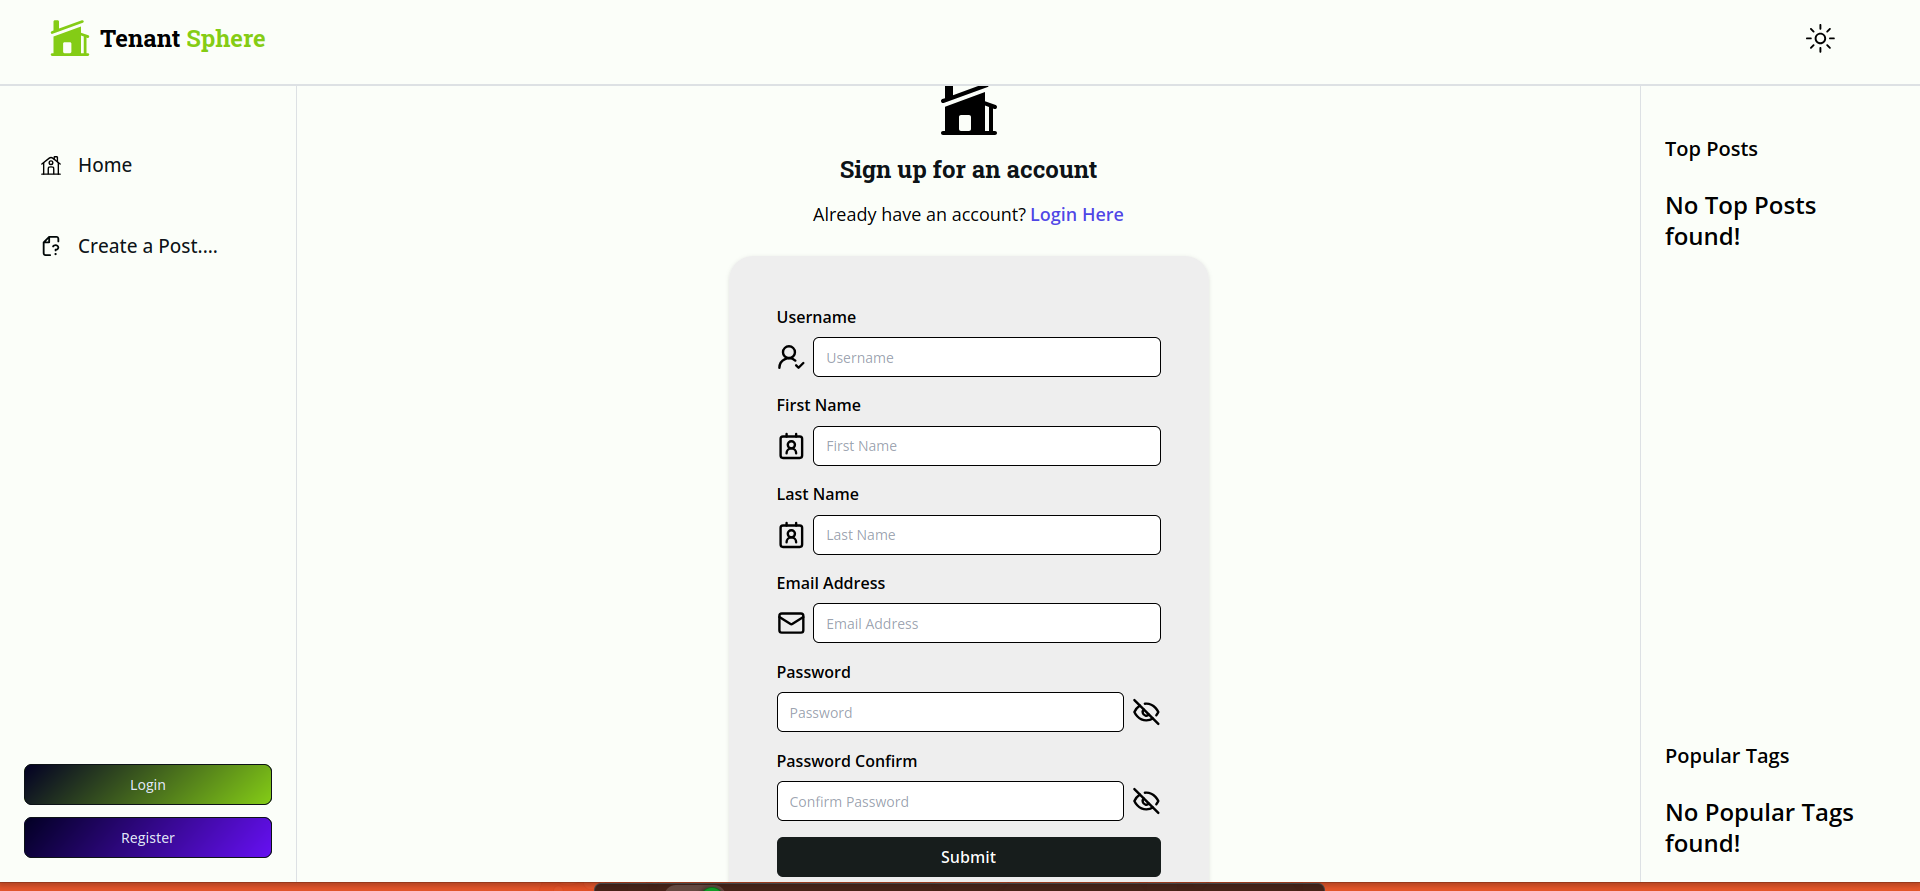 Tenant Sphere
Home
Create a Post....
Login
Register
Sign up for an account
Already have an account? Login Here
Username
Username
First Name
First Name
Last Name
Last Name
Email Address
Email Address
Password
Password
Password Confirm
Confirm Password
Submit
Top Posts
No Top Posts
found!
Popular Tags
No Popular Tags
found!